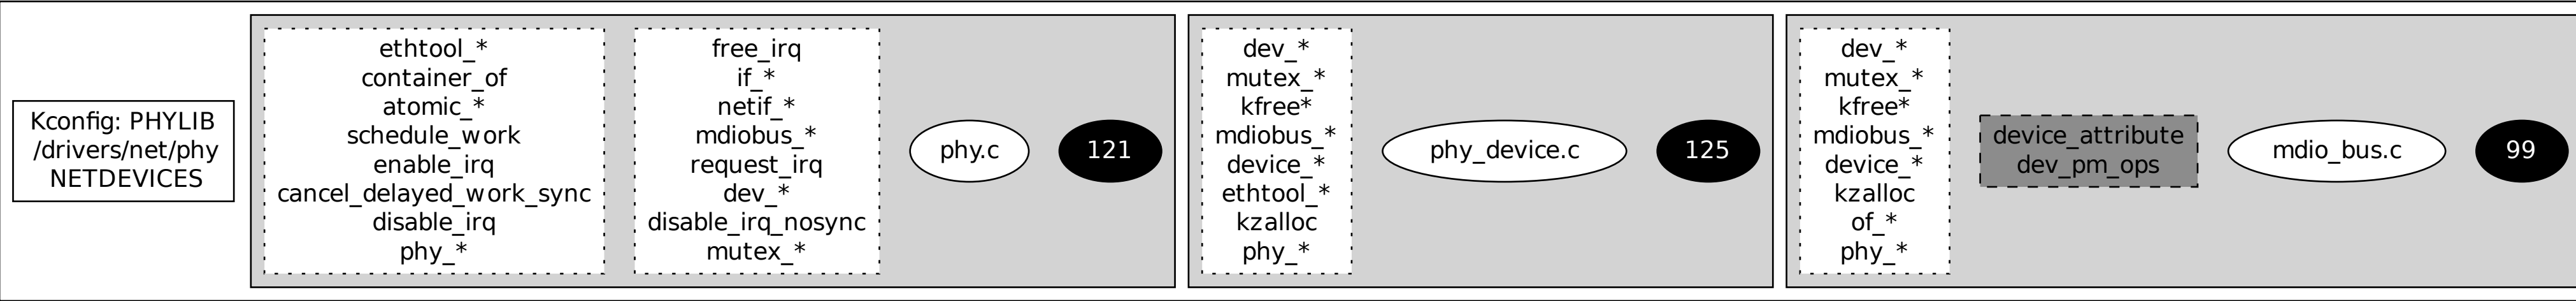 Kconfig: PHYLIB
/drivers/net/phy
NETDEVICES
ethtool_*
container_of
atomic_*
schedule_work
enable_irq
cancel_delayed_work_sync
disable_irq
phy_*
free_irq
if_*
netif_*
mdiobus_*
request_irq
dev_*
disable_irq_nosync
mutex_*
phy.c
121
dev_*
mutex_*
kfree*
mdiobus_*
device_*
ethtool_*
kzalloc
phy_*
phy_device.c
125
dev_*
mutex_*
kfree*
mdiobus_*
device_*
kzalloc
of_*
phy_*
device_attribute
dev_pm_ops
mdio_bus.c
99